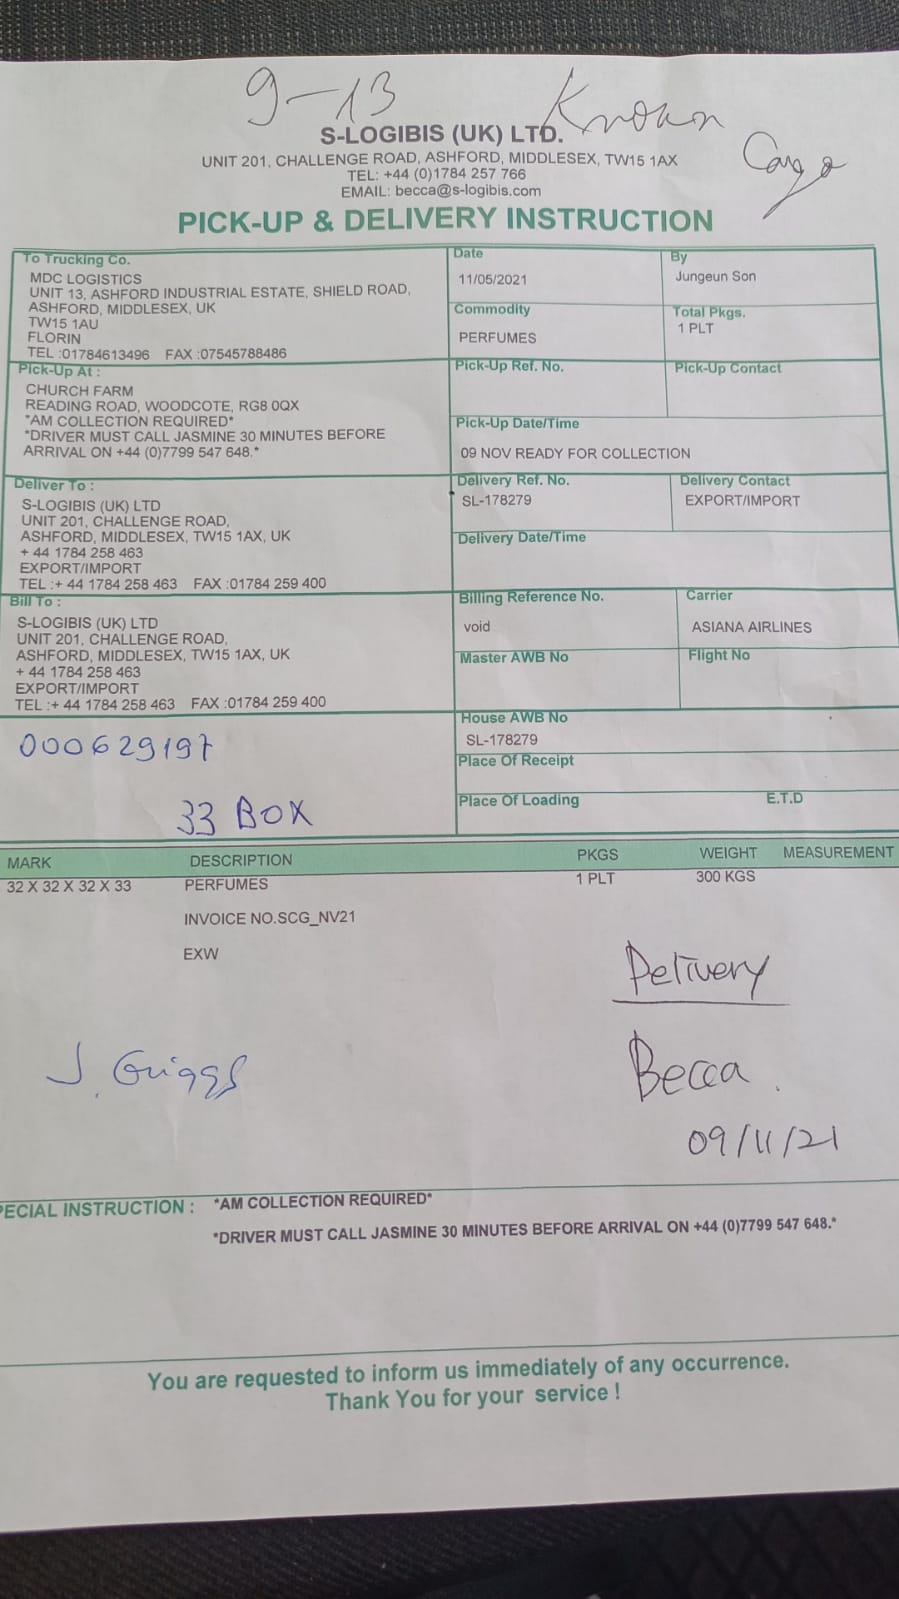 9-13
Known
Cargo
S-LOGIBIS (UK) LTD.
UNIT 201, CHALLENGE ROAD, ASHFORD, MIDDLESEX, TW15 1AX
TEL: +44 (0)1784 257 766
EMAIL: becca@s-logibis.com
PICK-UP & DELIVERY INSTRUCTION
To Trucking Co.
MDC LOGISTICS
UNIT 13, ASHFORD INDUSTRIAL ESTATE, SHIELD ROAD,
ASHFORD, MIDDLESEX, UK
TW15 1AU
FLORIN
TEL :01784613496 FAX :07545788486
Date
11/05/2021
By
Jungeun Son
Commodity
PERFUMES
Total Pkgs.
1 PLT
Pick-Up At :
CHURCH FARM
READING ROAD, WOODCOTE, RG8 0QX
*AM COLLECTION REQUIRED*
*DRIVER MUST CALL JASMINE 30 MINUTES BEFORE
ARRIVAL ON +44 (0)7799 547 648.*
Pick-Up Ref. No.
Pick-Up Contact
Pick-Up Date/Time
09 NOV READY FOR COLLECTION
Deliver To :
S-LOGIBIS (UK) LTD
UNIT 201, CHALLENGE ROAD,
ASHFORD, MIDDLESEX, TW15 1AX, UK
+ 44 1784 258 463
EXPORT/IMPORT
TEL :+ 44 1784 258 463 FAX :01784 259 400
Delivery Ref. No.
SL-178279
Delivery Contact
EXPORT/IMPORT
Delivery Date/Time
Bill To :
S-LOGIBIS (UK) LTD
UNIT 201, CHALLENGE ROAD,
ASHFORD, MIDDLESEX, TW15 1AX, UK
+ 44 1784 258 463
EXPORT/IMPORT
TEL :+ 44 1784 258 463 FAX :01784 259 400
Billing Reference No.
void
Carrier
ASIANA AIRLINES
Master AWB No
Flight No
House AWB No
SL-178279
Place Of Receipt
Place Of Loading E.T.D
000629197
33 BOX
MARK DESCRIPTION PKGS WEIGHT MEASUREMENT
32 X 32 X 32 X 33 PERFUMES 1 PLT 300 KGS
INVOICE NO.SCG_NV21
EXW
Delivery
Becca.
09/11/21
J. Griggs
PECIAL INSTRUCTION : *AM COLLECTION REQUIRED*
*DRIVER MUST CALL JASMINE 30 MINUTES BEFORE ARRIVAL ON +44 (0)7799 547 648.*
You are requested to inform us immediately of any occurrence.
Thank You for your service !